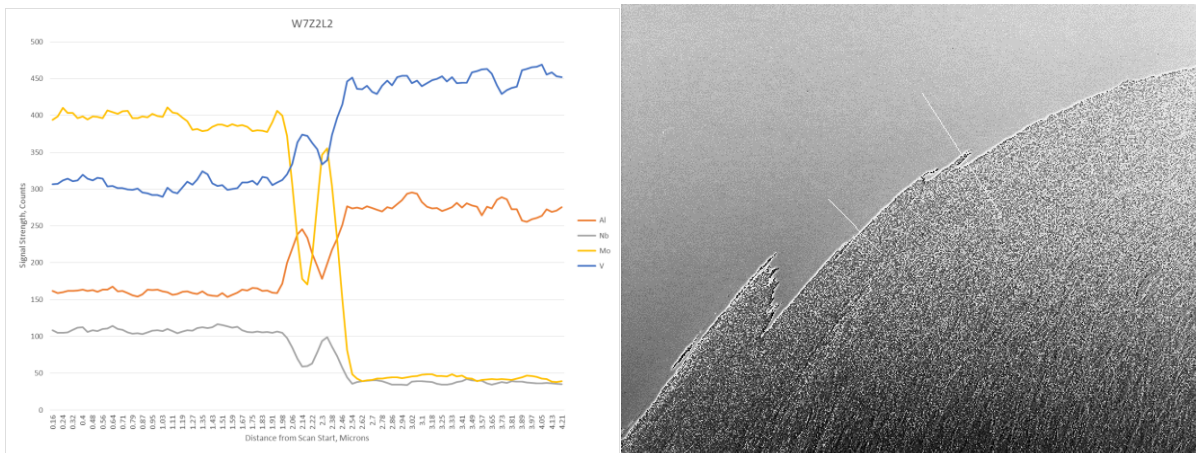 W7Z2L2
500
450
400
350
300
250
200
150
100
50
0
Signal Strength, Counts
0.16 0.24 0.32 0.4 0.48 0.56 0.64 0.71 0.79 0.87 0.95 1.03 1.11 1.19 1.27 1.35 1.43 1.51 1.59 1.67 1.75 1.83 1.91 1.98 2.06 2.14 2.22 2.3 2.38 2.46 2.54 2.62 2.7 2.78 2.86 2.94 3.02 3.1 3.18 3.25 3.33 3.41 3.49 3.57 3.65 3.73 3.81 3.89 3.97 4.05 4.13 4.21
Distance from Scan Start, Microns
Al
Nb
Mo
V